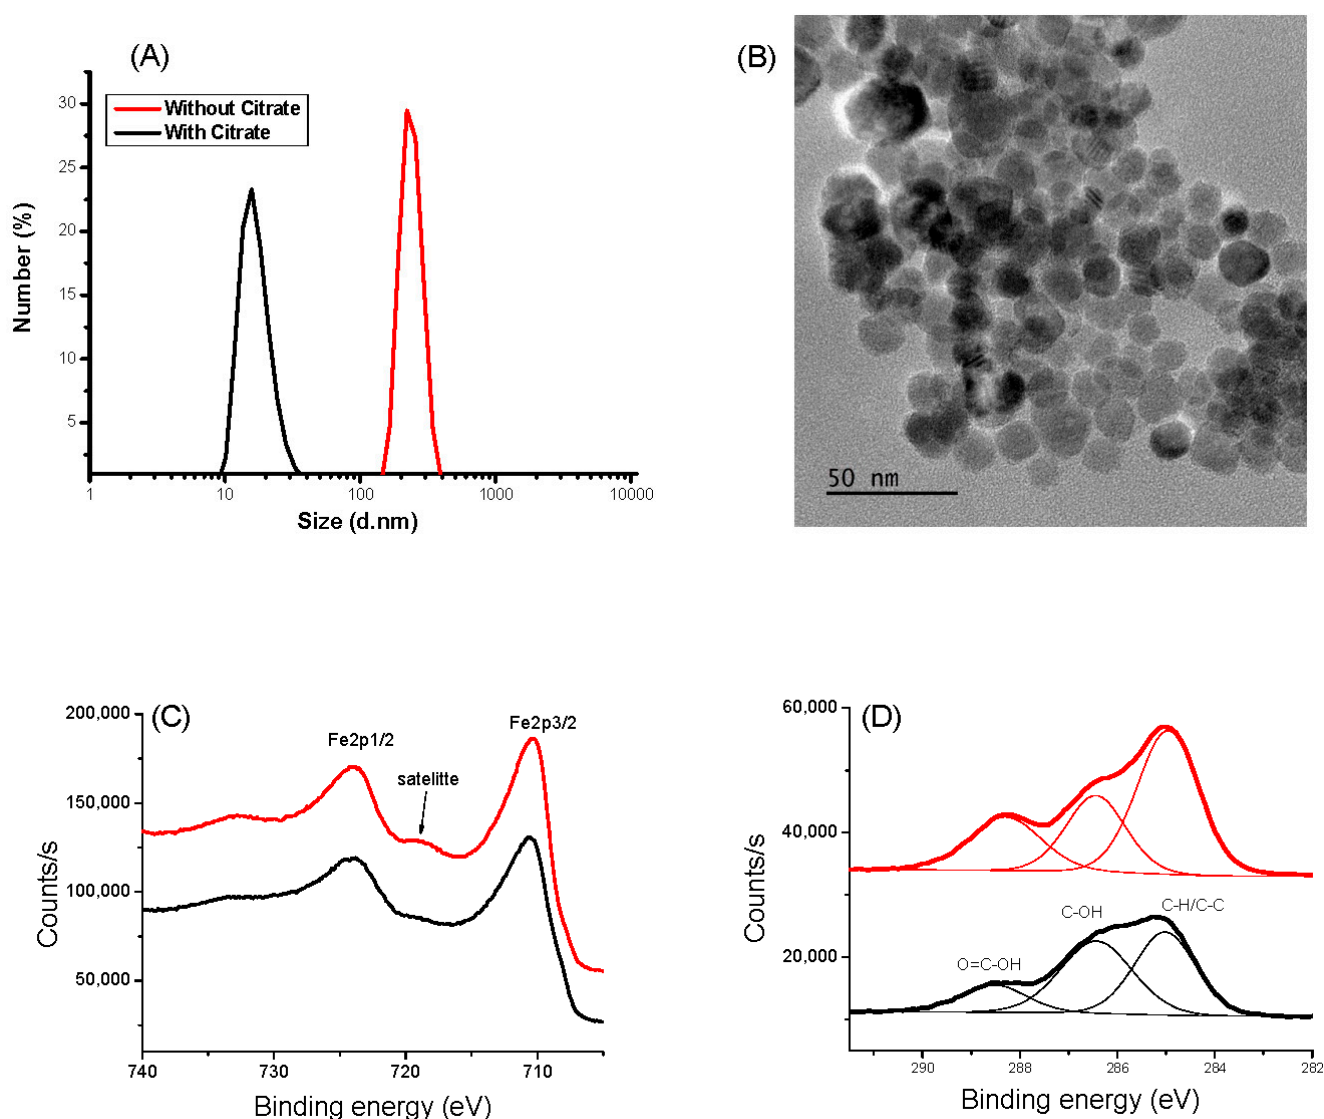 (A)
Without Citrate
With Citrate
30
25
20
15
10
5
Number (%)
1
10
100
1000
10000
Size (d.nm)
(B)
50 nm
(C)
200,000
150,000
100,000
50,000
Counts/s
Fe2p1/2
satelitte
Fe2p3/2
740
730
720
710
Binding energy (eV)
(D)
60,000
40,000
20,000
Counts/s
O=C-OH
C-OH
C-H/C-C
290
288
286
284
282
Binding energy (eV)